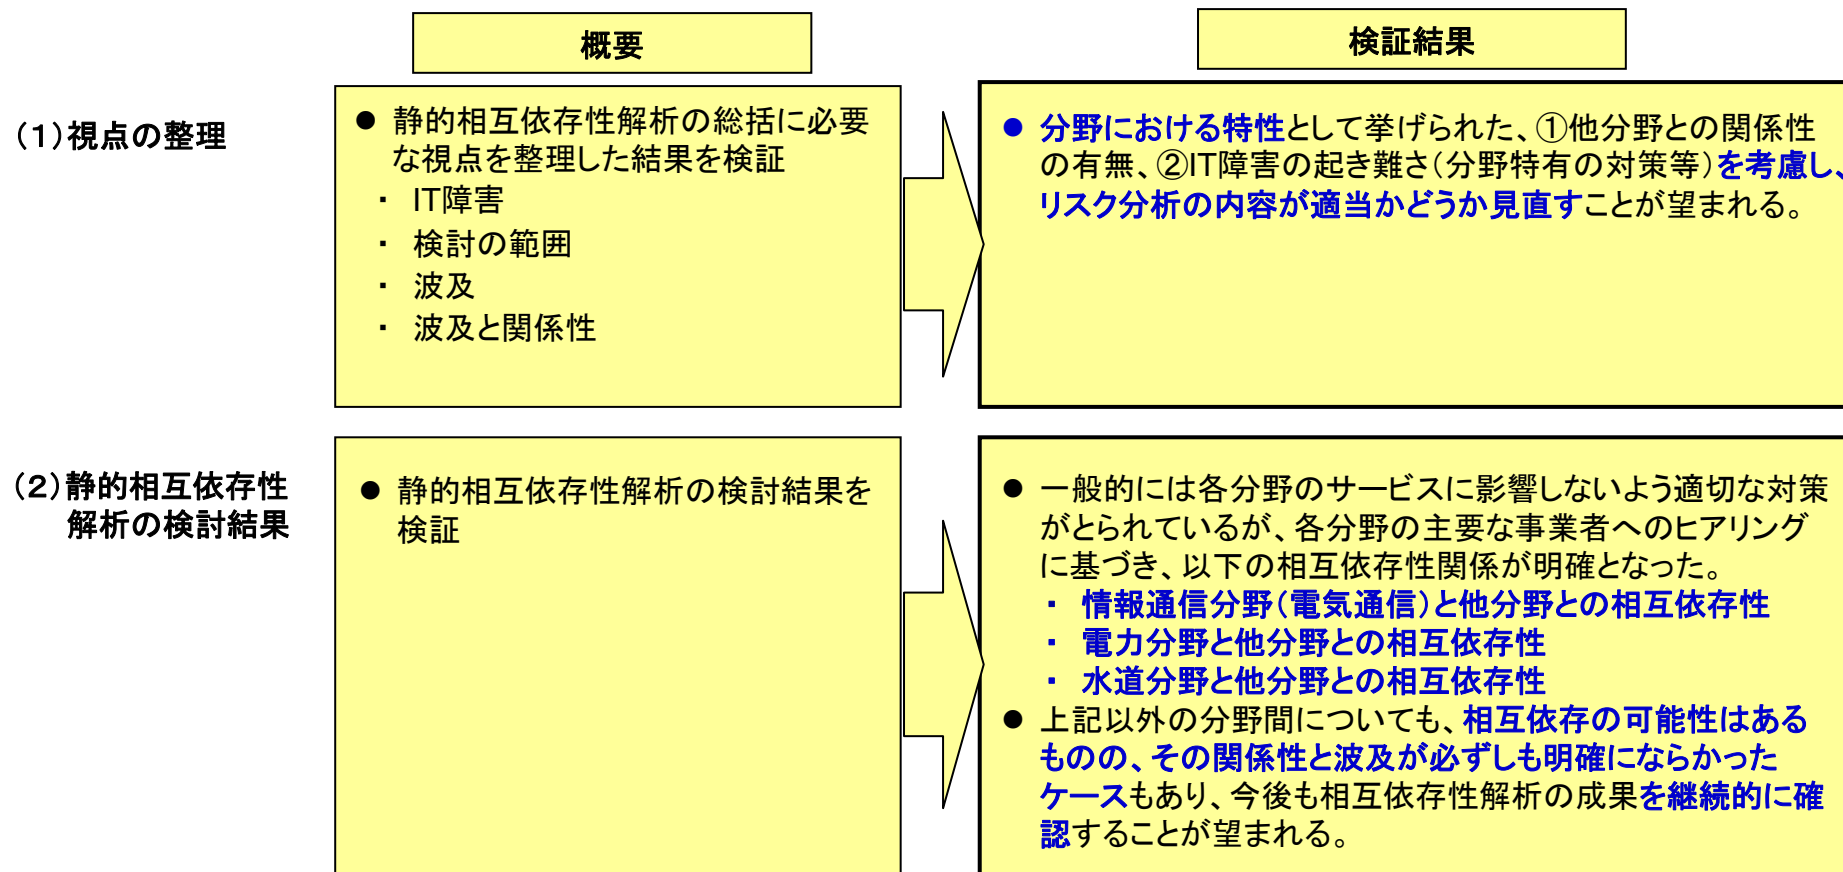 概要
検証結果
(1)視点の整理
● 静的相互依存性解析の総括に必要
な視点を整理した結果を検証
・ IT障害
・ 検討の範囲
・ 波及
・ 波及と関係性
● 分野における特性として挙げられた、①他分野との関係性
の有無、②IT障害の起き難さ(分野特有の対策等)を考慮し、
リスク分析の内容が適当かどうか見直すことが望まれる。
(2)静的相互依存性
解析の検討結果
● 静的相互依存性解析の検討結果を
検証
● 一般的には各分野のサービスに影響しないよう適切な対策
がとられているが、各分野の主要な事業者へのヒアリング
に基づき、以下の相互依存性関係が明確となった。
・ 情報通信分野(電気通信)と他分野との相互依存性
・ 電力分野と他分野との相互依存性
・ 水道分野と他分野との相互依存性
● 上記以外の分野間についても、相互依存の可能性はある
ものの、その関係性と波及が必ずしも明確にならかった
ケースもあり、今後も相互依存性解析の成果を継続的に確
認することが望まれる。